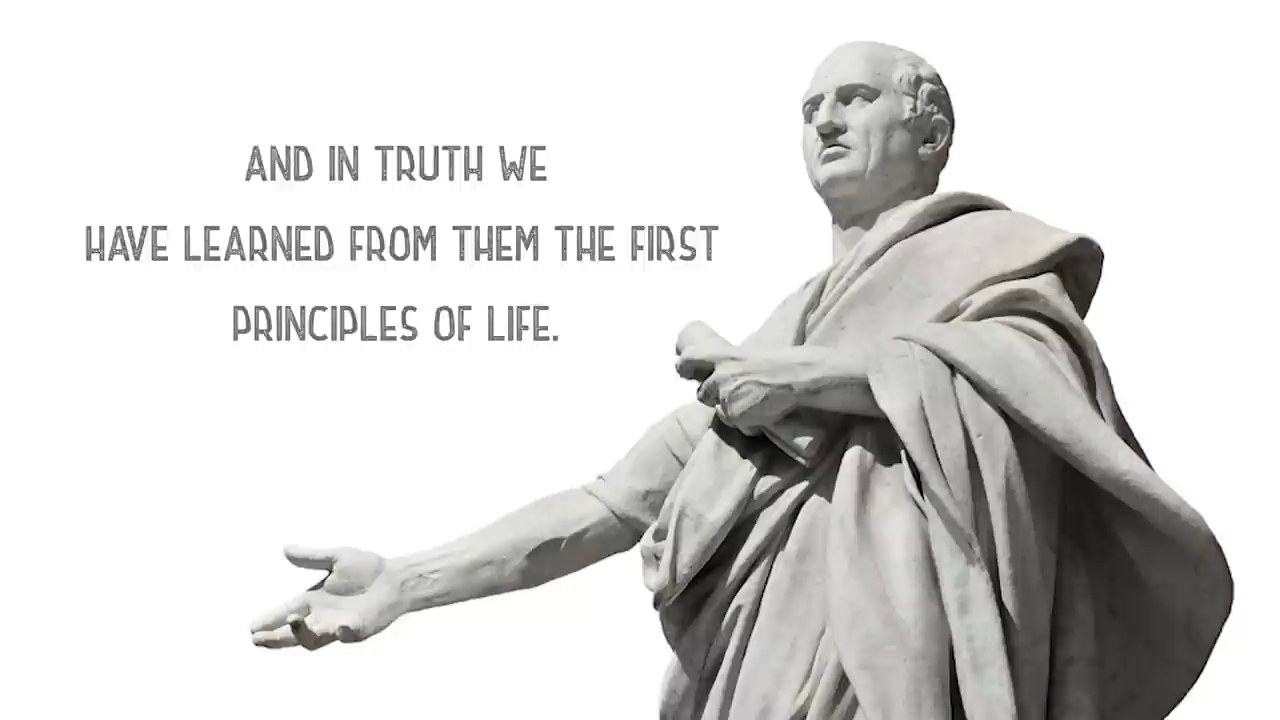 AND IN TRUTH WE
HAVE LEARNED FROM THEM THE FIRST
PRINCIPLES OF LIFE.